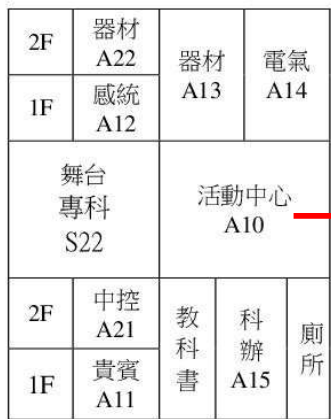 2F
器材
A22
器材
A13
電氣
A14
1F
感統
A12
舞台
專科
S22
活動中心
A10
2F
中控
A21
教科書
科辦
A15
廁所
1F
貴賓
A11